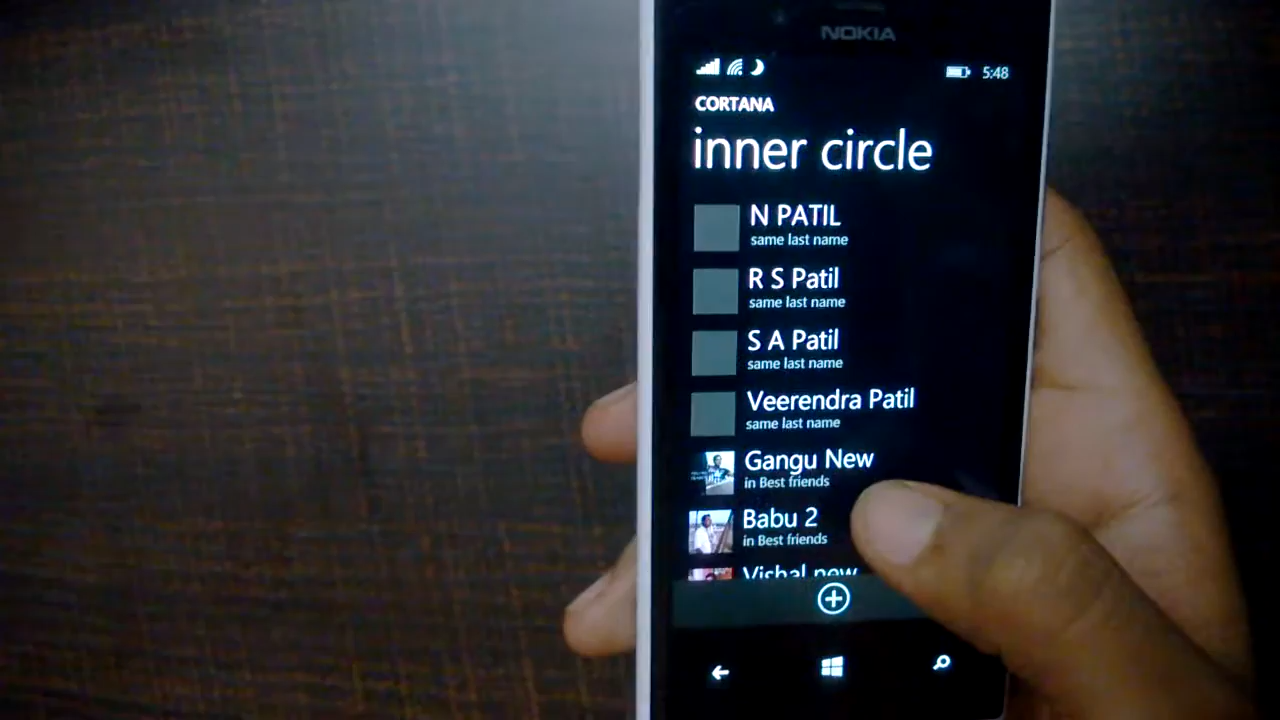 NOKIA
5:48
CORTANA
inner circle
N PATIL
same last name
R S Patil
same last name
S A Patil
same last name
Veerendra Patil
same last name
Gangu New
in Best friends
Babu 2
in Best friends
Vishal new